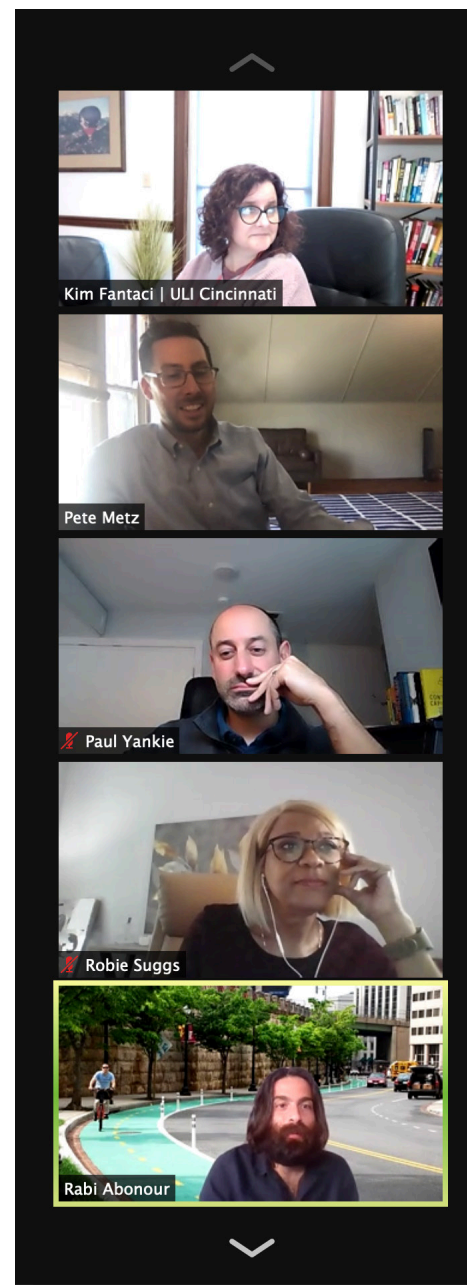 Kim Fantaci | ULI Cincinnati
Pete Metz
Paul Yankie
Robie Suggs
Rabi Abonour